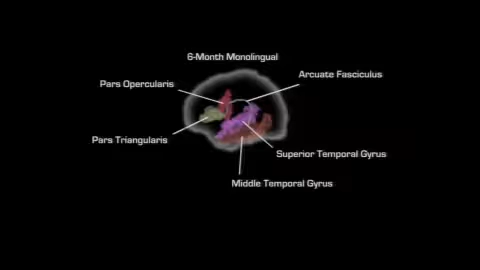 6-Month Monolingual
Arcuate Fasciculus
Pars Opercularis
Pars Triangularis
Superior Temporal Gyrus
Middle Temporal Gyrus